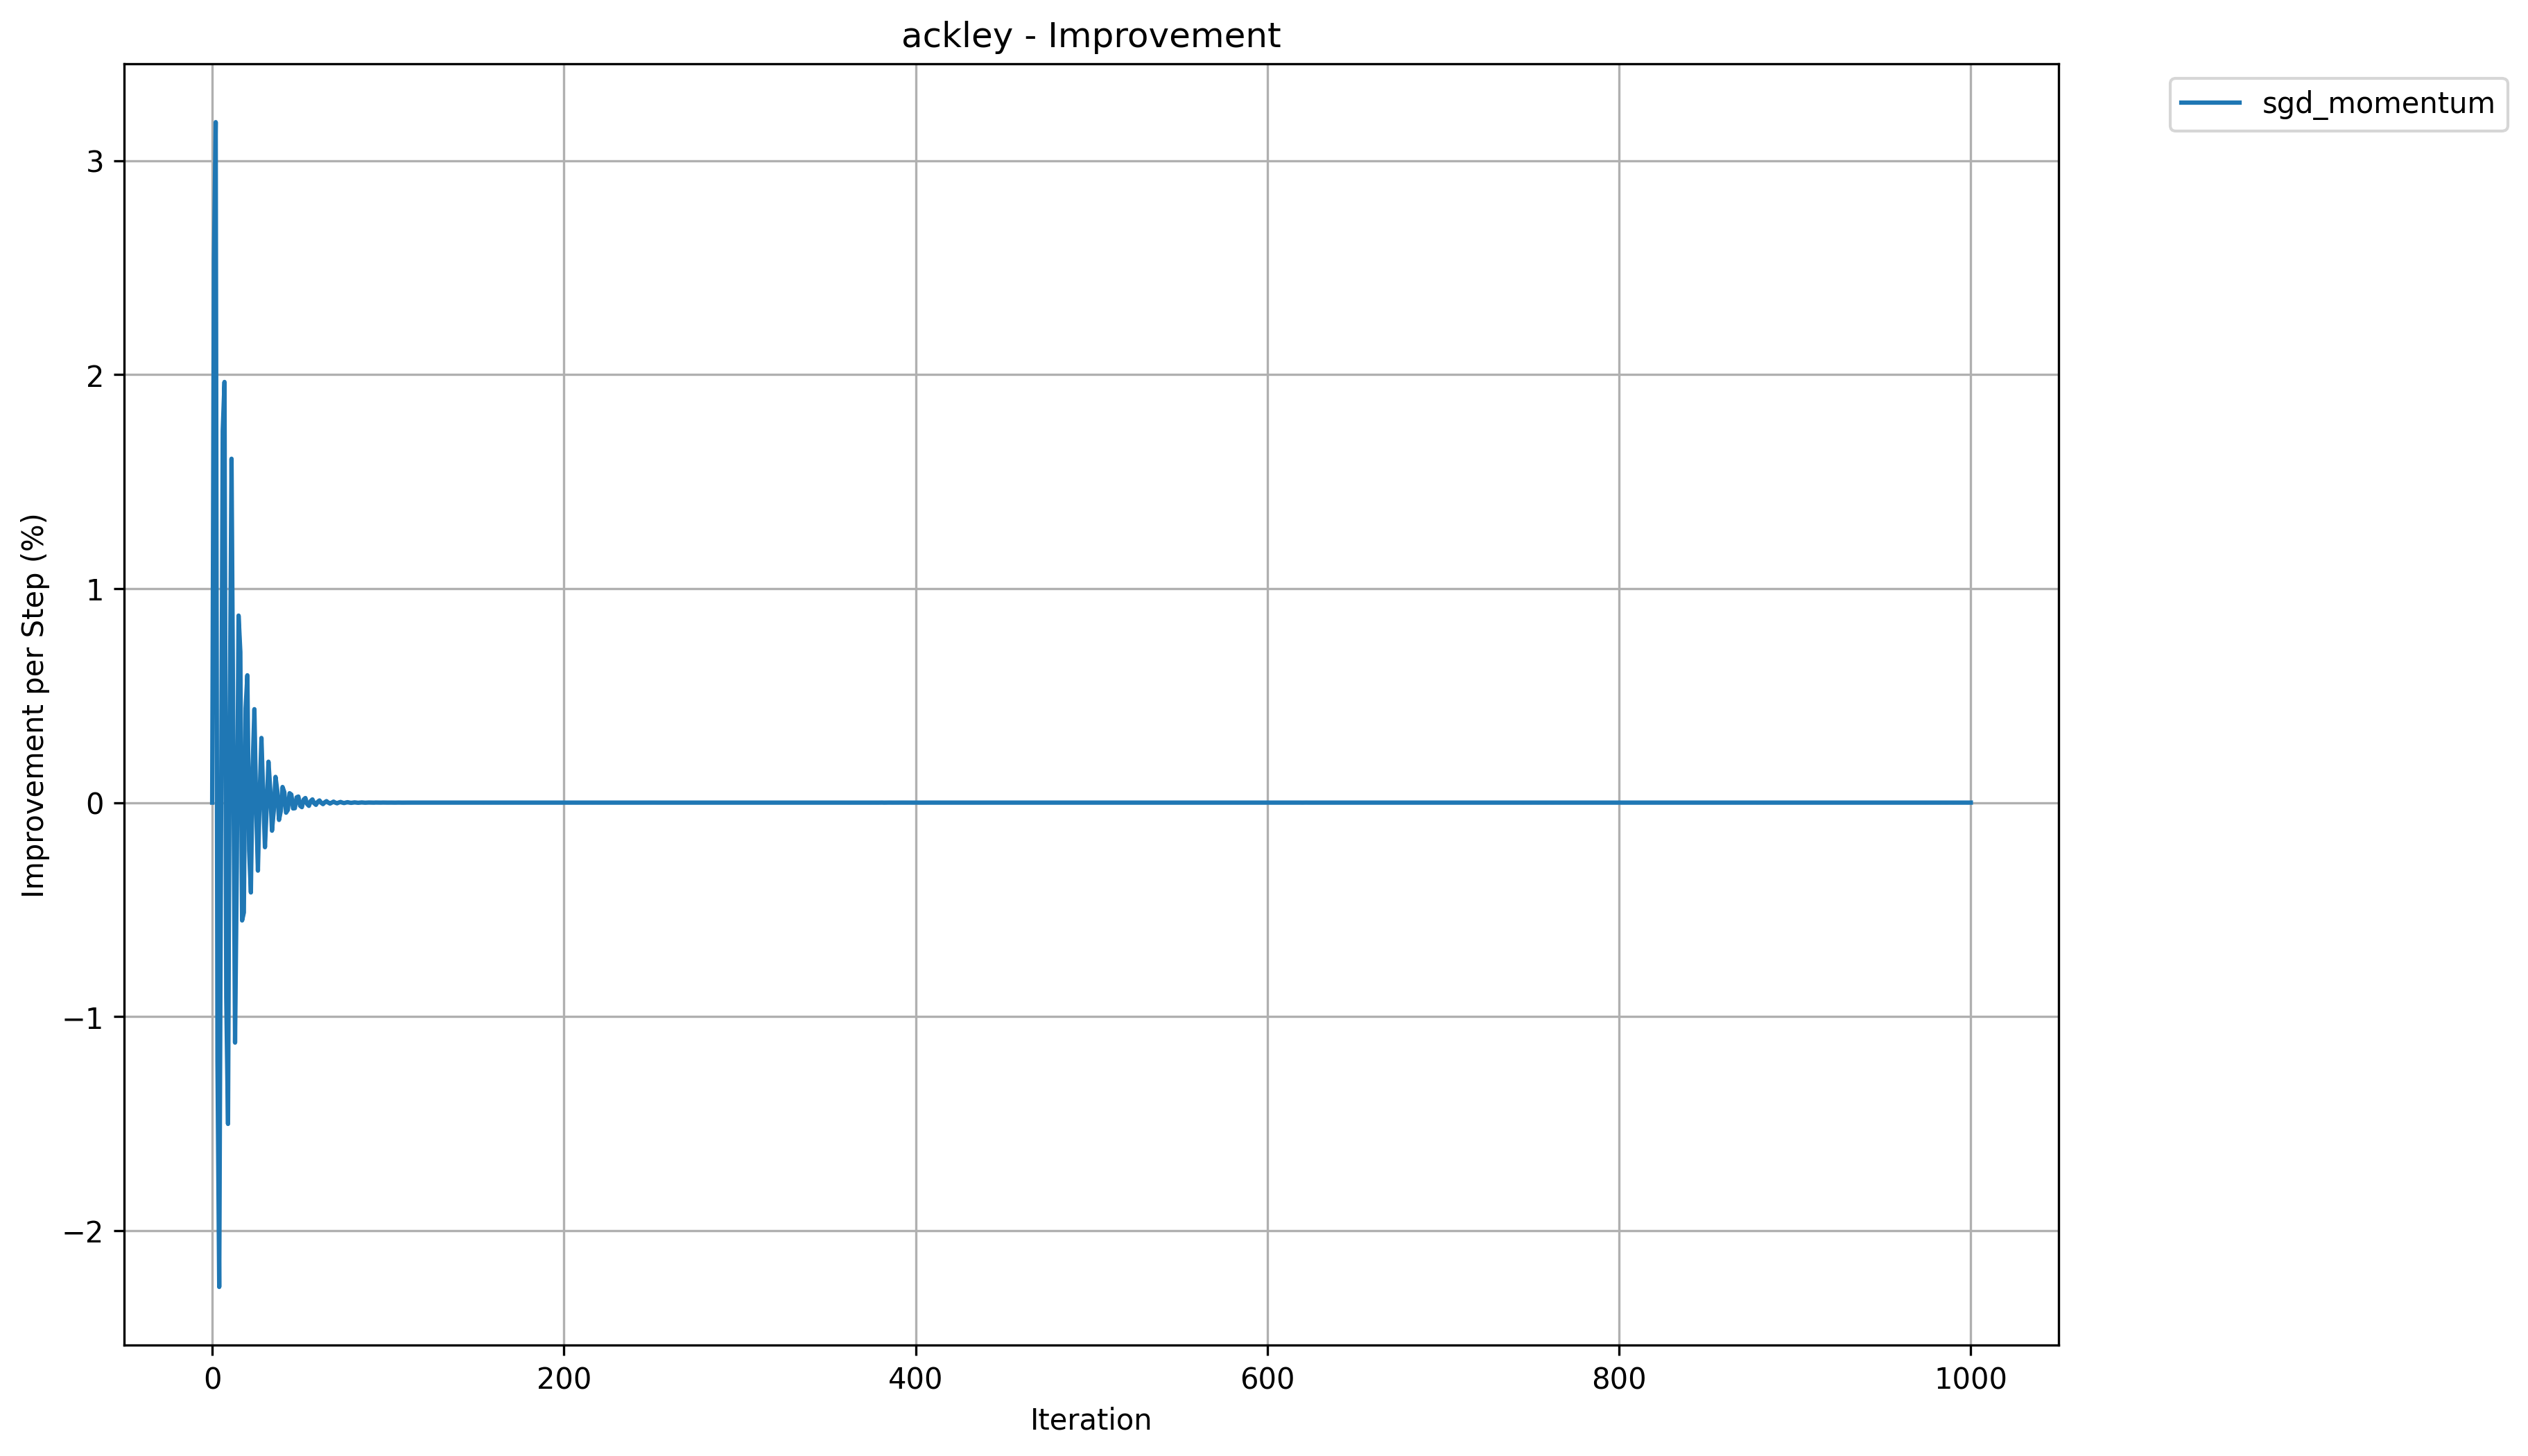 ackley - Improvement
sgd_momentum
Improvement per Step (%)
3
2
1
0
−1
−2
0 200 400 600 800 1000
Iteration